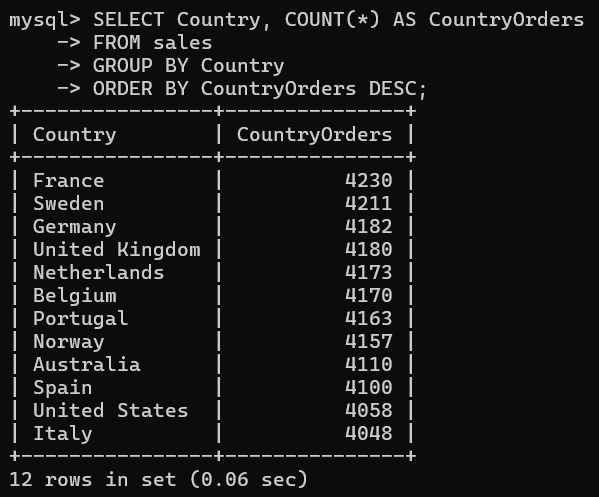 mysql> SELECT Country, COUNT(*) AS CountryOrders
    -> FROM sales
    -> GROUP BY Country
    -> ORDER BY CountryOrders DESC;
+----------------+---------------+
| Country        | CountryOrders |
+----------------+---------------+
| France         |          4230 |
| Sweden         |          4211 |
| Germany        |          4182 |
| United Kingdom |          4180 |
| Netherlands    |          4173 |
| Belgium        |          4170 |
| Portugal       |          4163 |
| Norway         |          4157 |
| Australia      |          4110 |
| Spain          |          4100 |
| United States  |          4058 |
| Italy          |          4048 |
+----------------+---------------+
12 rows in set (0.06 sec)